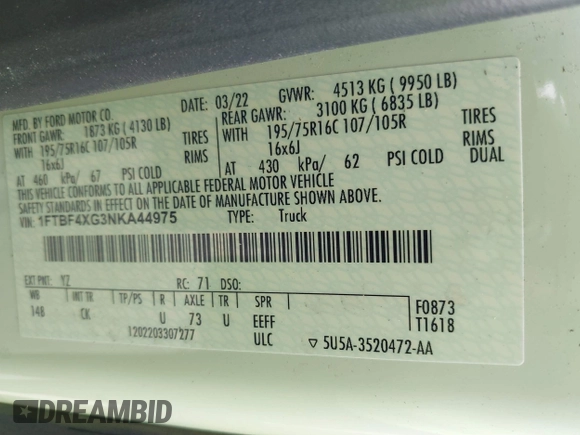 MFD. BY FORD MOTOR CO.
DATE: 03/22 GVWR: 4513 KG ( 9950 LB)
FRONT GAWR: 1873 KG ( 4130 LB) REAR GAWR: 3100 KG ( 6835 LB)
WITH 195/75R16C 107/105R TIRES WITH 195/75R16C 107/105R TIRES
16x6J RIMS 16x6J RIMS
AT 460 kPa/ 67 PSI COLD AT 430 kPa/ 62 PSI COLD DUAL
THIS VEHICLE CONFORMS TO ALL APPLICABLE FEDERAL MOTOR VEHICLE
SAFETY STANDARDS IN EFFECT ON THE DATE OF MANUFACTURE SHOWN ABOVE.
VIN: 1FTBF4XG3NKA44975 TYPE: Truck
EXT PNT: YZ RC: 71 DSO:
WB INT TR TP/PS R AXLE TR SPR F0873
14B CK U 73 U EEFF T1618
1202203307277 ULC ▽ 5U5A-3520472-AA
DREAMBID